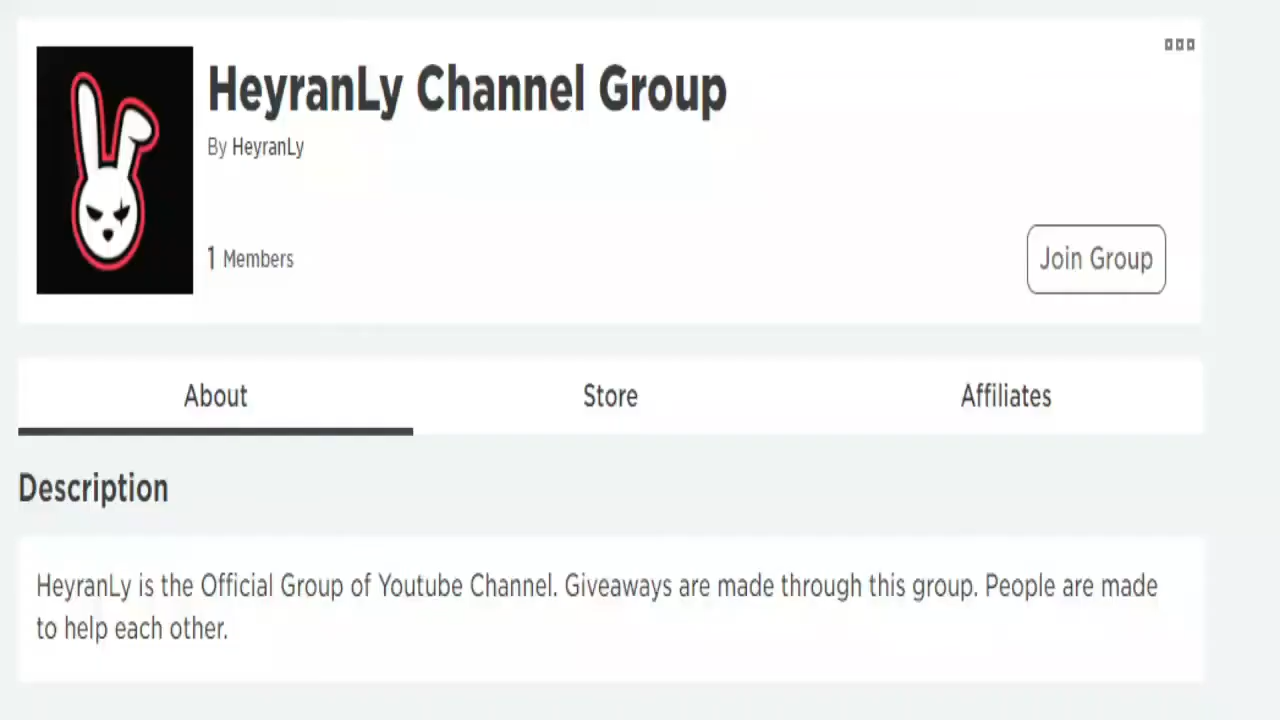 HeyranLy Channel Group
By HeyranLy
1 Members
Join Group
About
Store
Affiliates
Description
HeyranLy is the Official Group of Youtube Channel. Giveaways are made through this group. People are made
to help each other.